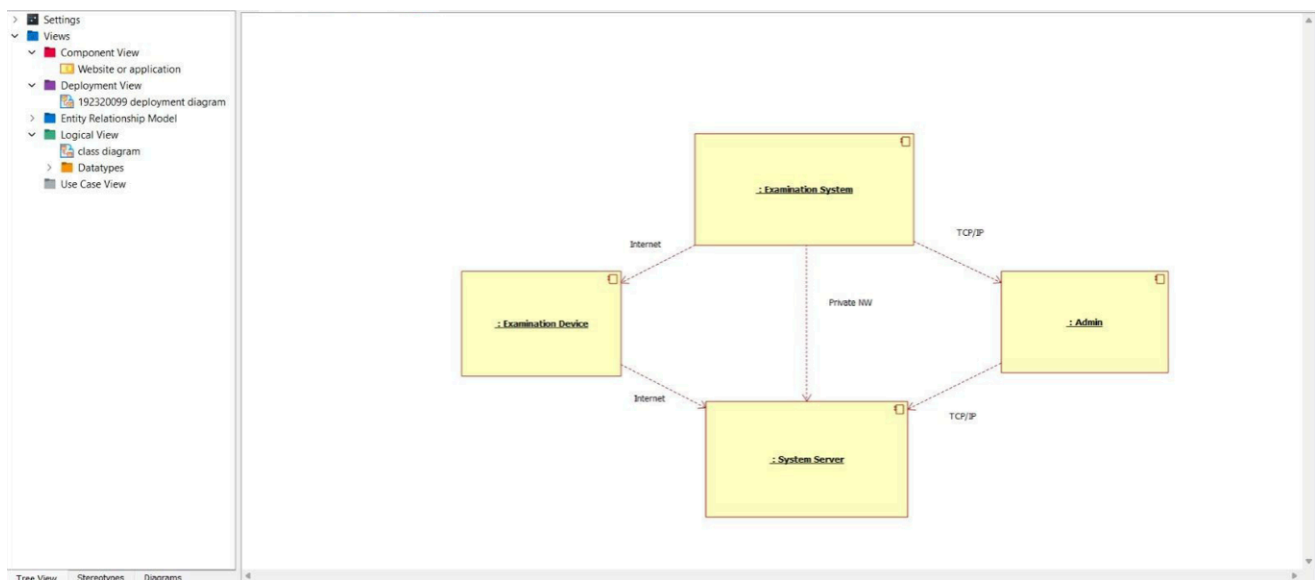 Settings
Views
Component View
Website or application
Deployment View
192320099 deployment diagram
Entity Relationship Model
Logical View
class diagram
Datatypes
Use Case View
Tree View Stereotypes Diagrams
: Examination System
Internet
TCP/IP
Private NW
: Examination Device
: Admin
Internet
TCP/IP
: System Server